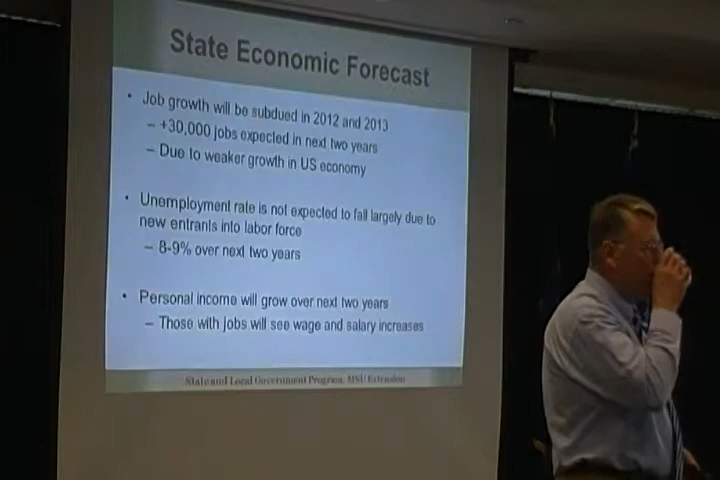 State Economic Forecast
• Job growth will be subdued in 2012 and 2013
– +30,000 jobs expected in next two years
– Due to weaker growth in US economy
• Unemployment rate is not expected to fall largely due to
new entrants into labor force
– 8-9% over next two years
• Personal income will grow over next two years
– Those with jobs will see wage and salary increases
State and Local Government Program, MSU Extension